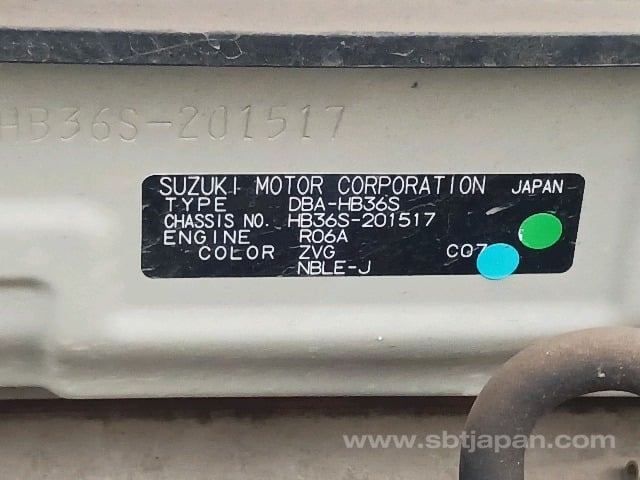 HB36S-201517
SUZUKI MOTOR CORPORATION JAPAN
TYPE DBA-HB36S
CHASSIS NO. HB36S-201517
ENGINE R06A
COLOR ZVG
NBLE-J
www.sbtjapan.com